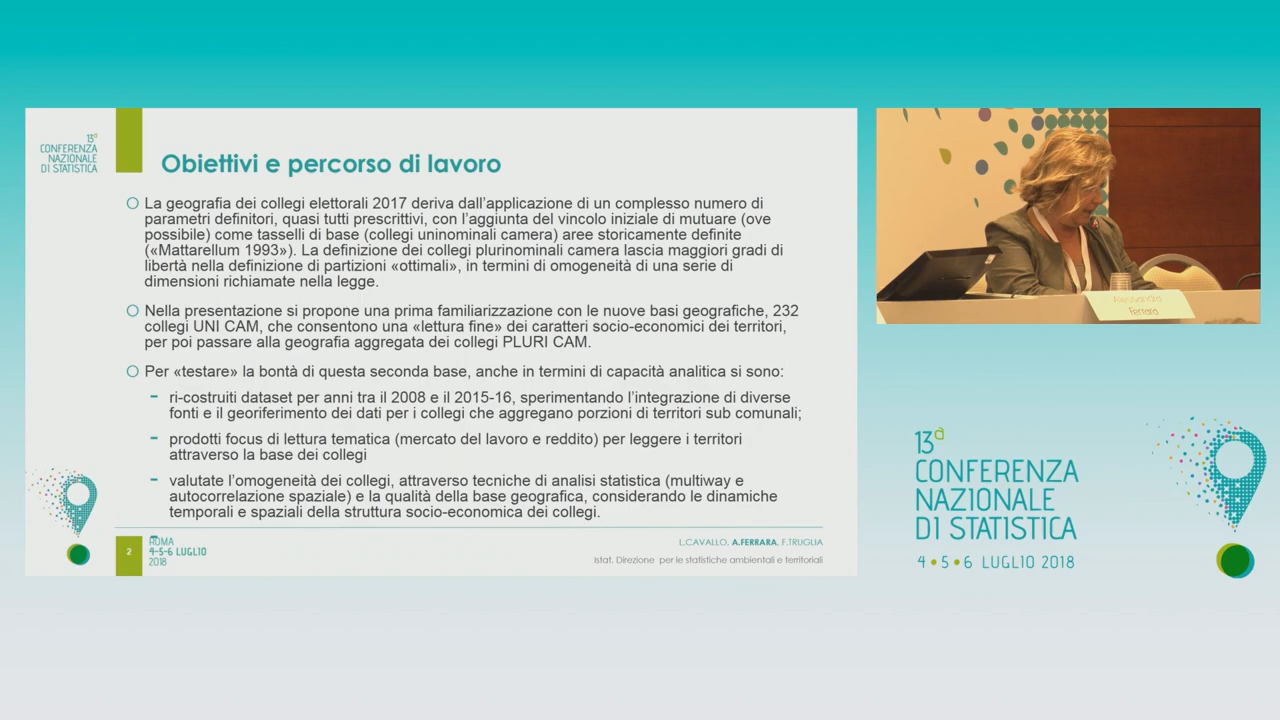 13a
CONFERENZA
NAZIONALE
DI STATISTICA
Obiettivi e percorso di lavoro
La geografia dei collegi elettorali 2017 deriva dall'applicazione di un complesso numero di
parametri definitori, quasi tutti prescrittivi, con l'aggiunta del vincolo iniziale di mutuare (ove
possibile) come tasselli di base (collegi uninominali camera) aree storicamente definite
(«Mattarellum 1993»). La definizione dei collegi plurinominali camera lascia maggiori gradi di
libertà nella definizione di partizioni «ottimali», in termini di omogeneità di una serie di
dimensioni richiamate nella legge.
Nella presentazione si propone una prima familiarizzazione con le nuove basi geografiche, 232
collegi UNI CAM, che consentono una «lettura fine» dei caratteri socio-economici dei territori,
per poi passare alla geografia aggregata dei collegi PLURI CAM.
Per «testare» la bontà di questa seconda base, anche in termini di capacità analitica si sono:
- ri-costruiti dataset per anni tra il 2008 e il 2015-16, sperimentando l'integrazione di diverse
fonti e il georiferimento dei dati per i collegi che aggregano porzioni di territori sub comunali;
- prodotti focus di lettura tematica (mercato del lavoro e reddito) per leggere i territori
attraverso la base dei collegi
- valutate l'omogeneità dei collegi, attraverso tecniche di analisi statistica (multiway e
autocorrelazione spaziale) e la qualità della base geografica, considerando le dinamiche
temporali e spaziali della struttura socio-economica dei collegi.
2
ROMA
4-5-6 LUGLIO
2018
L.CAVALLO, A.FERRARA, F.TRUGLIA
Istat, Direzione per le statistiche ambientali e territoriali
Alessandra
Ferrara
13a
CONFERENZA
NAZIONALE
DI STATISTICA
4•5•6 LUGLIO 2018